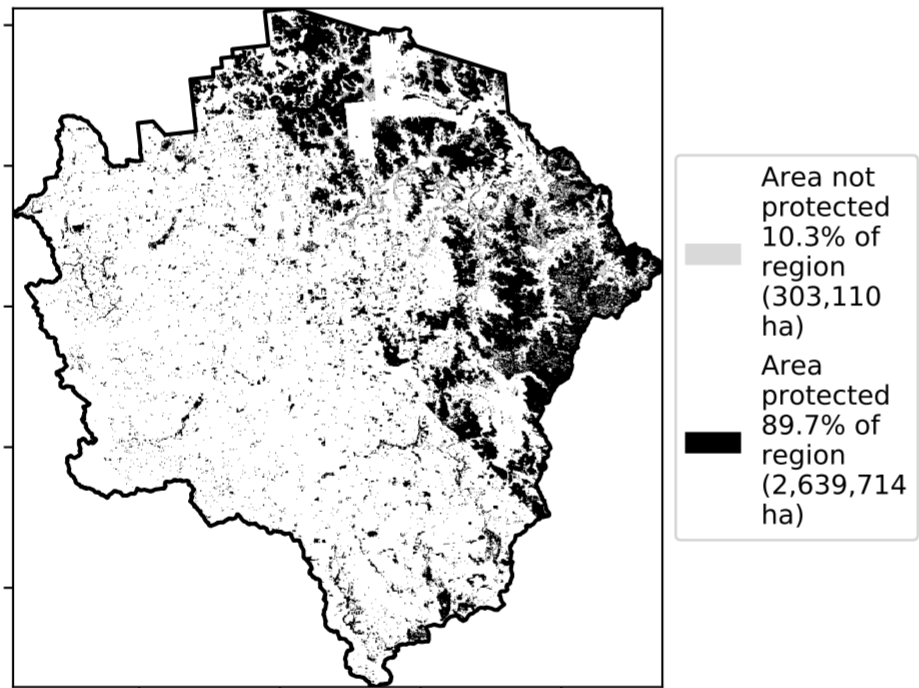 Area not
protected
10.3% of
region
(303,110
ha)
Area
protected
89.7% of
region
(2,639,714
ha)